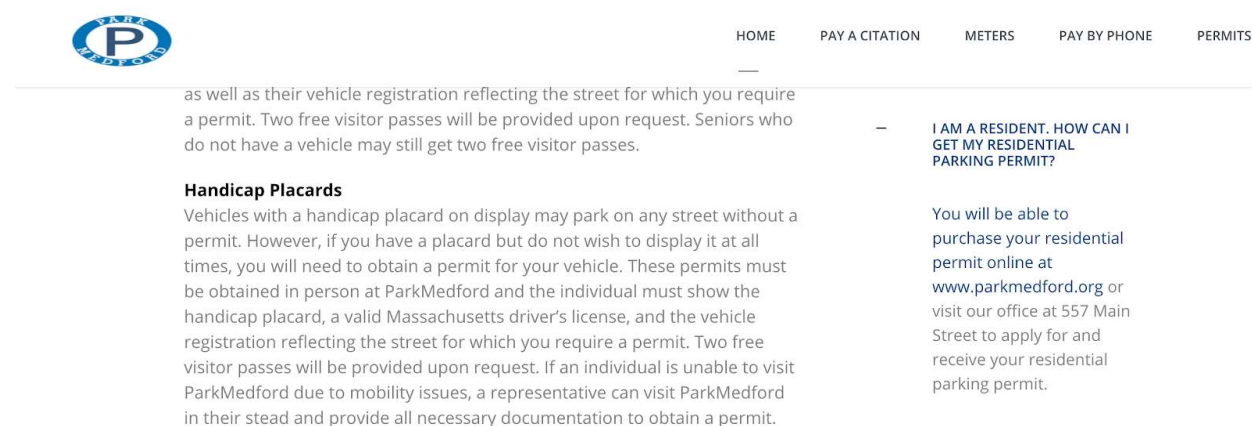 PARK
P
MEDFORD
HOME PAY A CITATION METERS PAY BY PHONE PERMITS
as well as their vehicle registration reflecting the street for which you require
a permit. Two free visitor passes will be provided upon request. Seniors who
do not have a vehicle may still get two free visitor passes.
Handicap Placards
Vehicles with a handicap placard on display may park on any street without a
permit. However, if you have a placard but do not wish to display it at all
times, you will need to obtain a permit for your vehicle. These permits must
be obtained in person at ParkMedford and the individual must show the
handicap placard, a valid Massachusetts driver’s license, and the vehicle
registration reflecting the street for which you require a permit. Two free
visitor passes will be provided upon request. If an individual is unable to visit
ParkMedford due to mobility issues, a representative can visit ParkMedford
in their stead and provide all necessary documentation to obtain a permit.
I AM A RESIDENT. HOW CAN I
GET MY RESIDENTIAL
PARKING PERMIT?
You will be able to
purchase your residential
permit online at
www.parkmedford.org or
visit our office at 557 Main
Street to apply for and
receive your residential
parking permit.